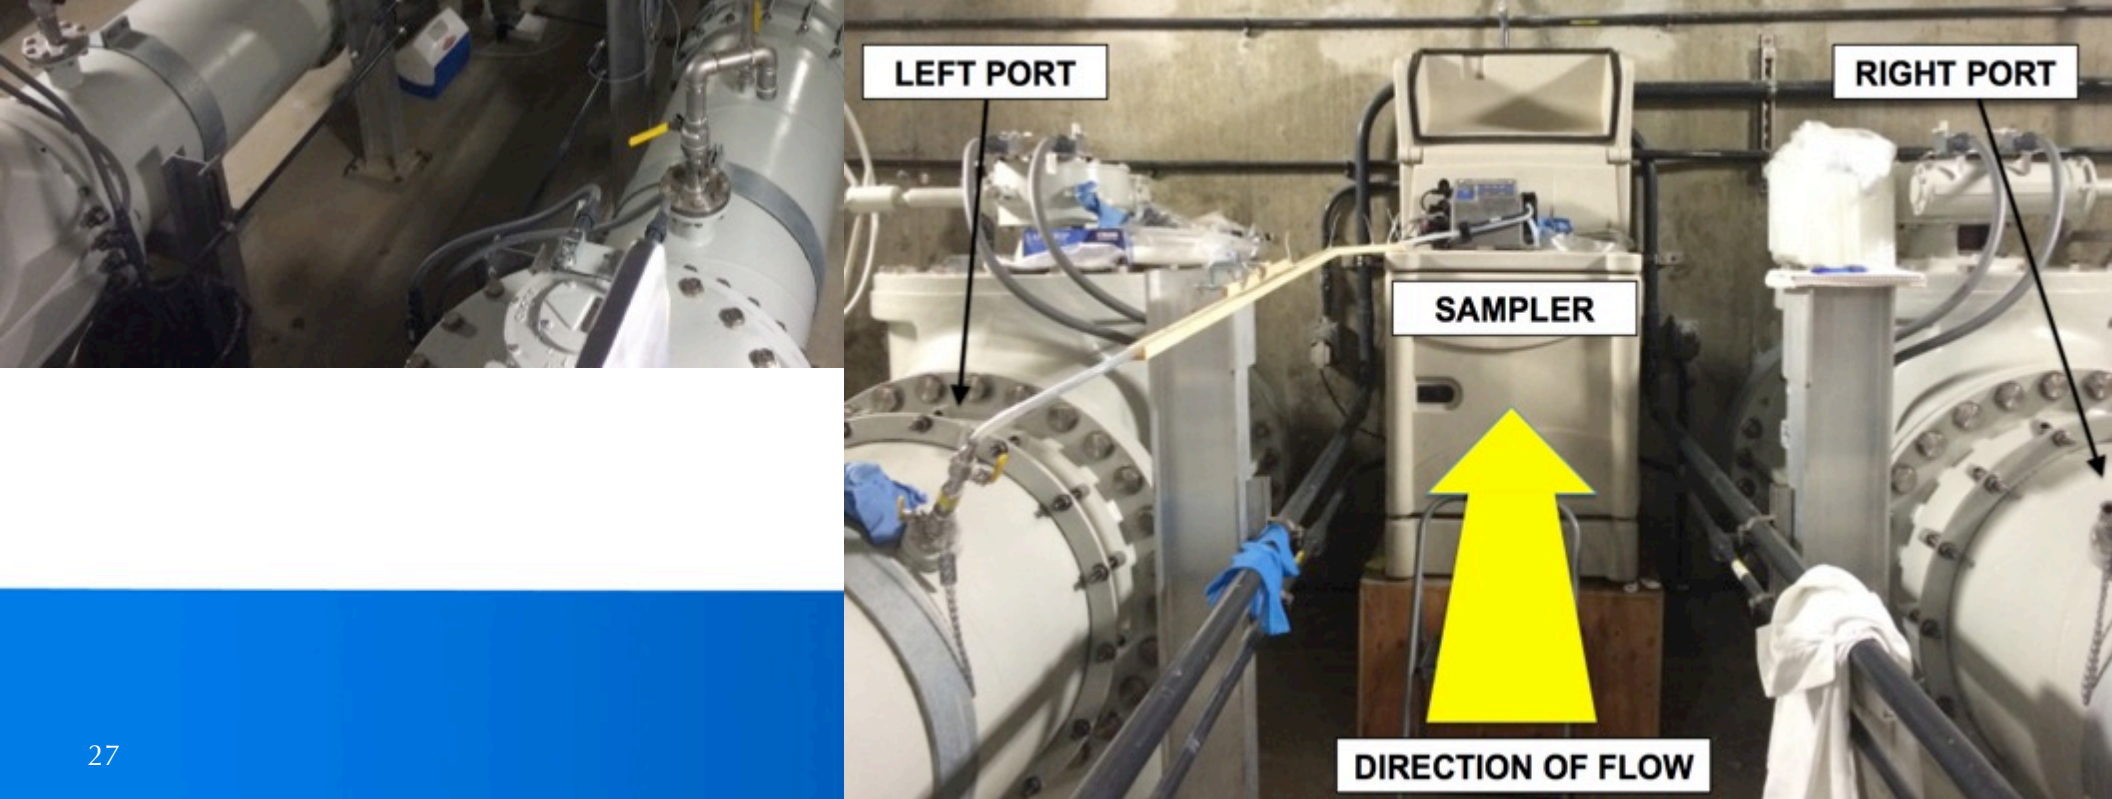 LEFT PORT
RIGHT PORT
SAMPLER
DIRECTION OF FLOW
27